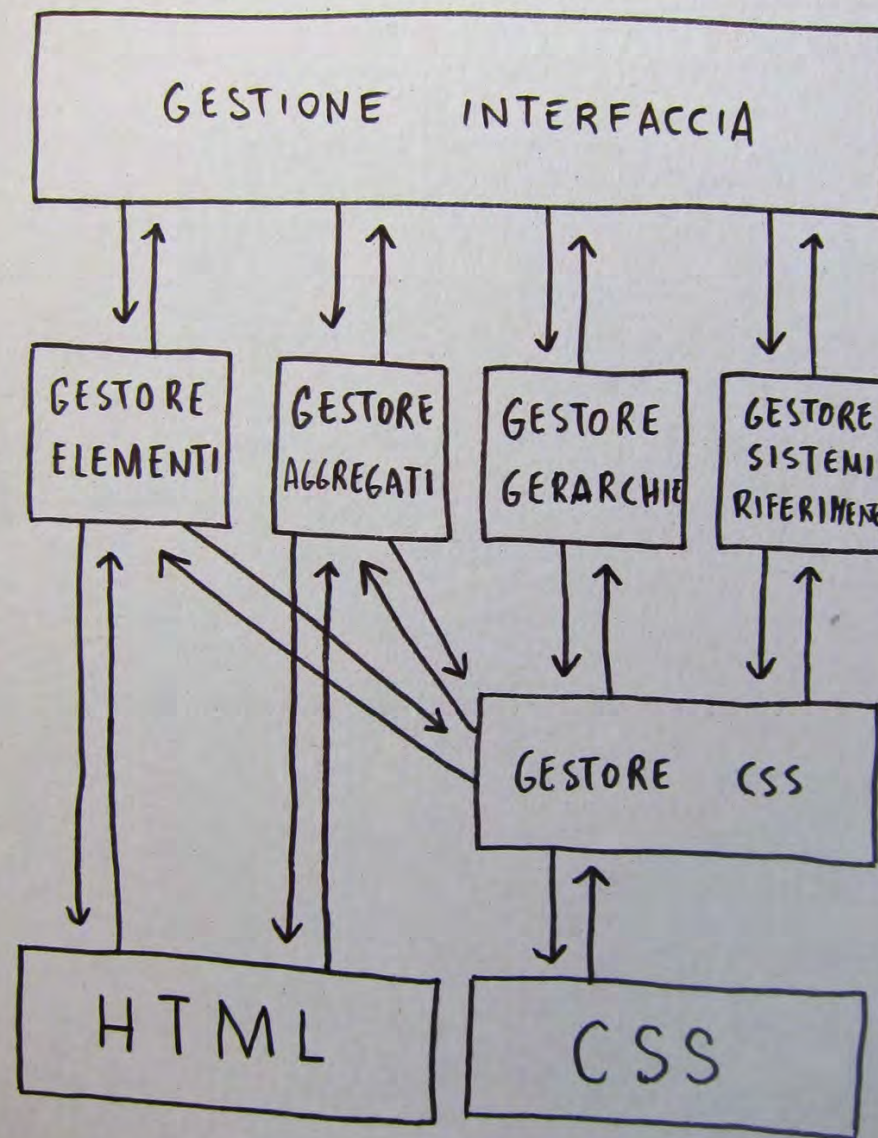 GESTIONE INTERFACCIA
GESTORE
ELEMENTI
GESTORE
AGGREGATI
GESTORE
GERARCHIE
GESTORE
SISTEMI
GESTORE CSS
HTML
CSS